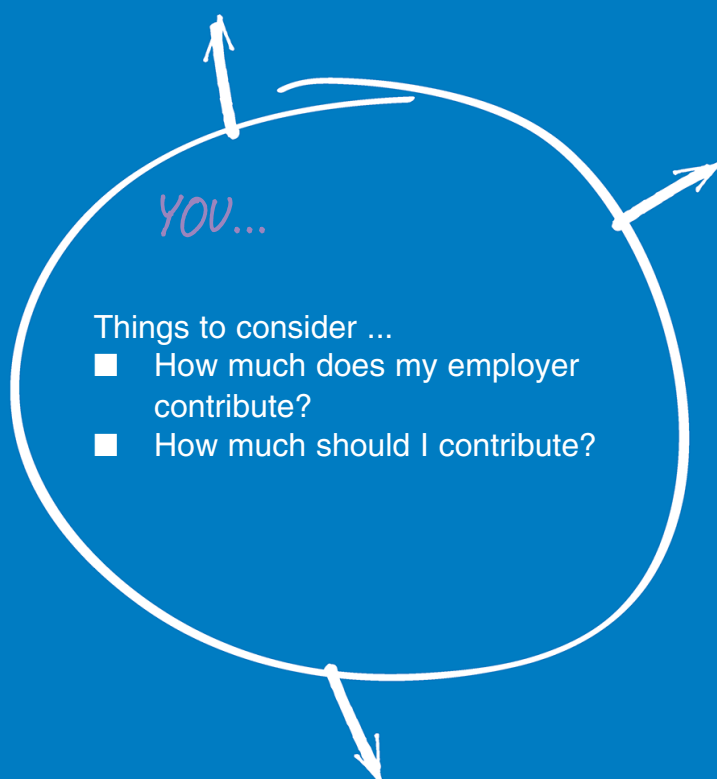 YOU...
Things to consider ...
■ How much does my employer
contribute?
■ How much should I contribute?